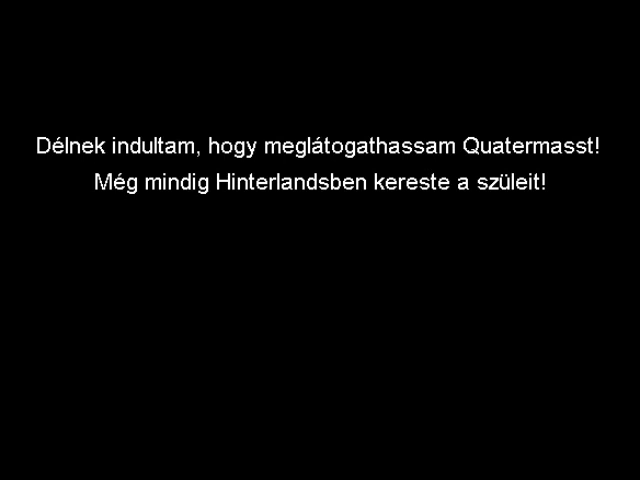 Délnek indultam, hogy meglátogathassam Quatermasst!
Még mindig Hinterlandsben kereste a szüleit!